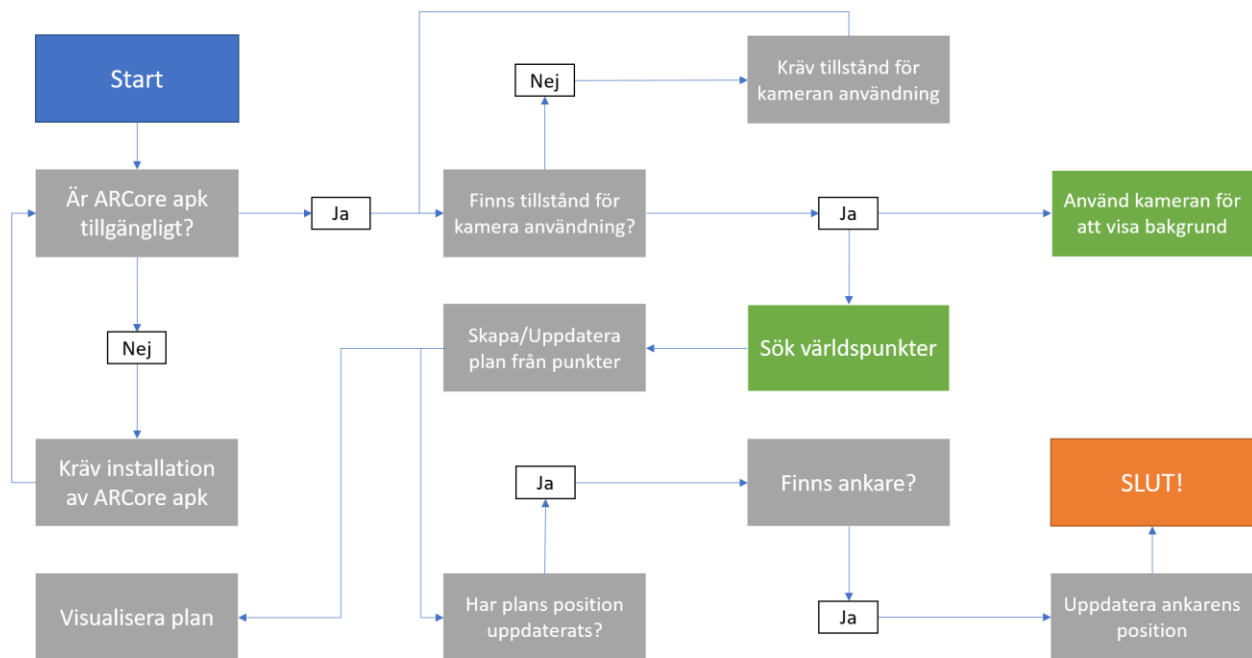 Start
Nej
Kräv tillstånd för
kameran användning
Är ARCore apk
tillgängligt?
Ja
Finns tillstånd för
kamera användning?
Ja
Använd kameran för
att visa bakgrund
Nej
Skapa/Uppdatera
plan från punkter
Sök världspunkter
Kräv installation
av ARCore apk
Ja
Finns ankare?
SLUT!
Visualisera plan
Har plans position
uppdaterats?
Ja
Uppdatera ankarens
position